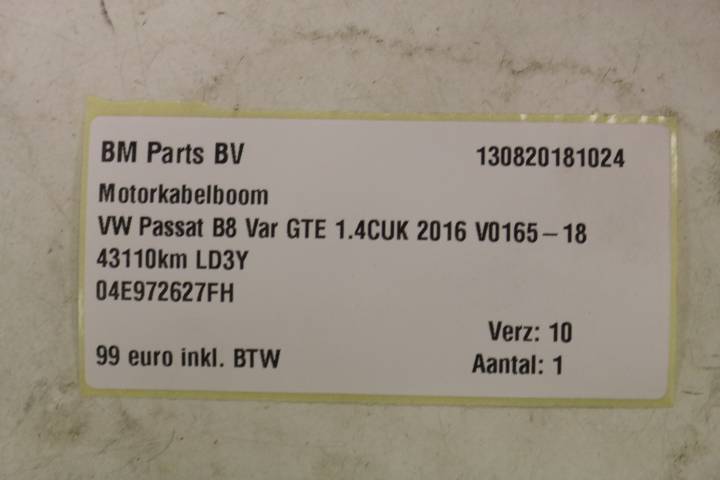 BM Parts BV 130820181024
Motorkabelboom
VW Passat B8 Var GTE 1.4CUK 2016 V0165-18
43110km LD3Y
04E972627FH
Verz: 10
99 euro inkl. BTW Aantal: 1